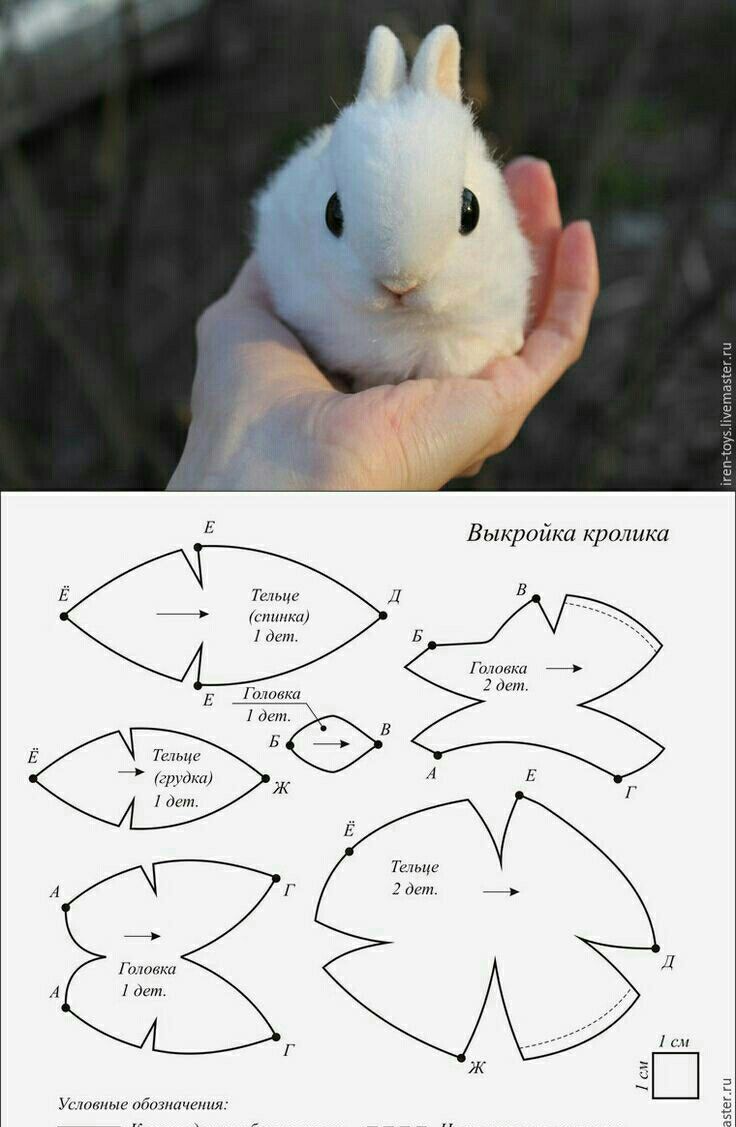 iren-toys.livemaster.ru
Выкройка кролика
Е
Ё
Тельце
(спинка)
1 дет.
Д
Е
В
Б
Головка
2 дет.
А
Г
Головка
1 дет.
Б
В
Ё
Тельце
(грудка)
1 дет.
Ж
Е
Ё
Тельце
2 дет.
Д
Ж
А
Г
Головка
1 дет.
А
Г
1 см
1 см
Условные обозначения:
aster.ru